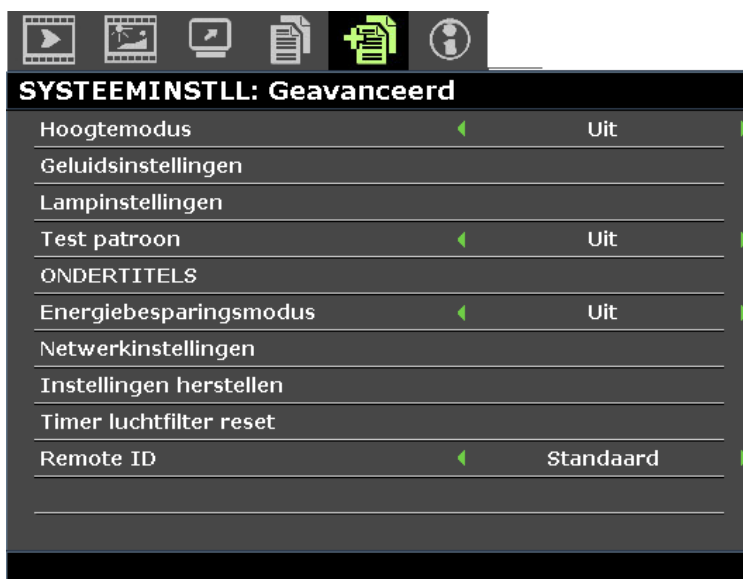 SYSTEEMINSTLL: Geavanceerd
Hoogtemodus Uit
Geluidsinstellingen
Lampinstellingen
Test patroon Uit
ONDERTITELS
Energiebesparingsmodus Uit
Netwerkinstellingen
Instellingen herstellen
Timer luchtfilter reset
Remote ID Standaard